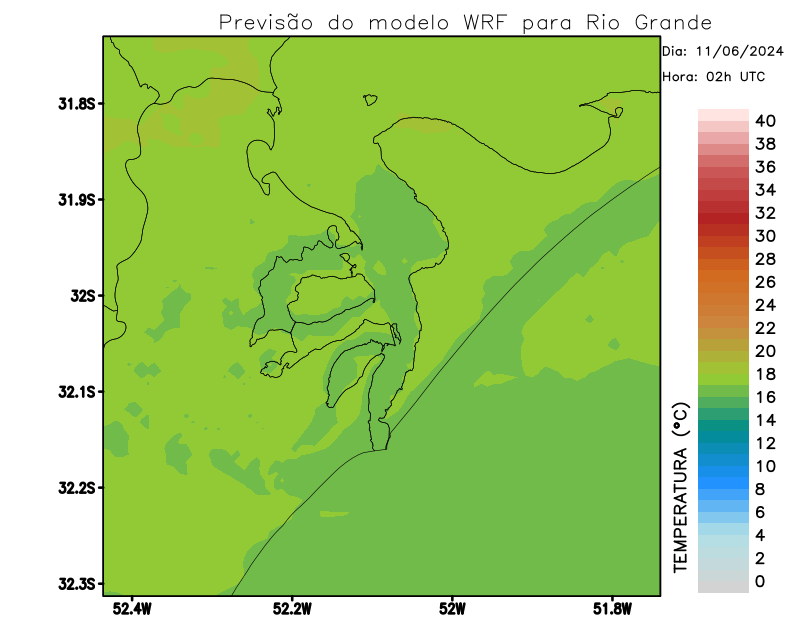 Previsão do modelo WRF para Rio Grande
Dia: 11/06/2024
Hora: 02h UTC
31.8S
31.9S
32S
32.1S
32.2S
32.3S
52.4W
52.2W
52W
51.8W
TEMPERATURA (°C)
40
38
36
34
32
30
28
26
24
22
20
18
16
14
12
10
8
6
4
2
0